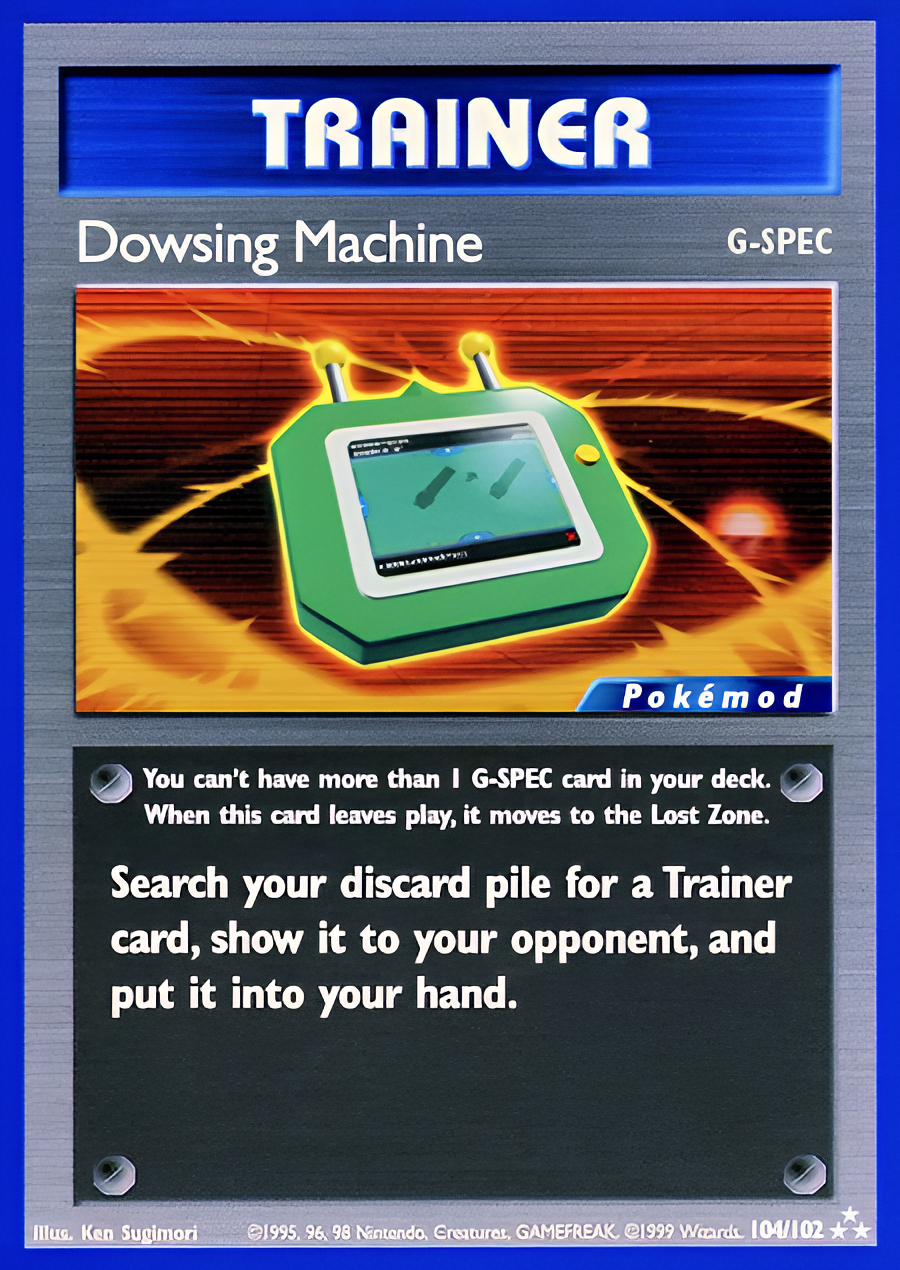 TRAINER
Dowsing Machine
G-SPEC
Pokémod
You can't have more than 1 G-SPEC card in your deck.
When this card leaves play, it moves to the Lost Zone.
Search your discard pile for a Trainer
card, show it to your opponent, and
put it into your hand.
Illus. Ken Sugimori
©1995, 96, 98 Nintendo, Creatures, GAMEFREAK. ©1999 Wizards.
104/102